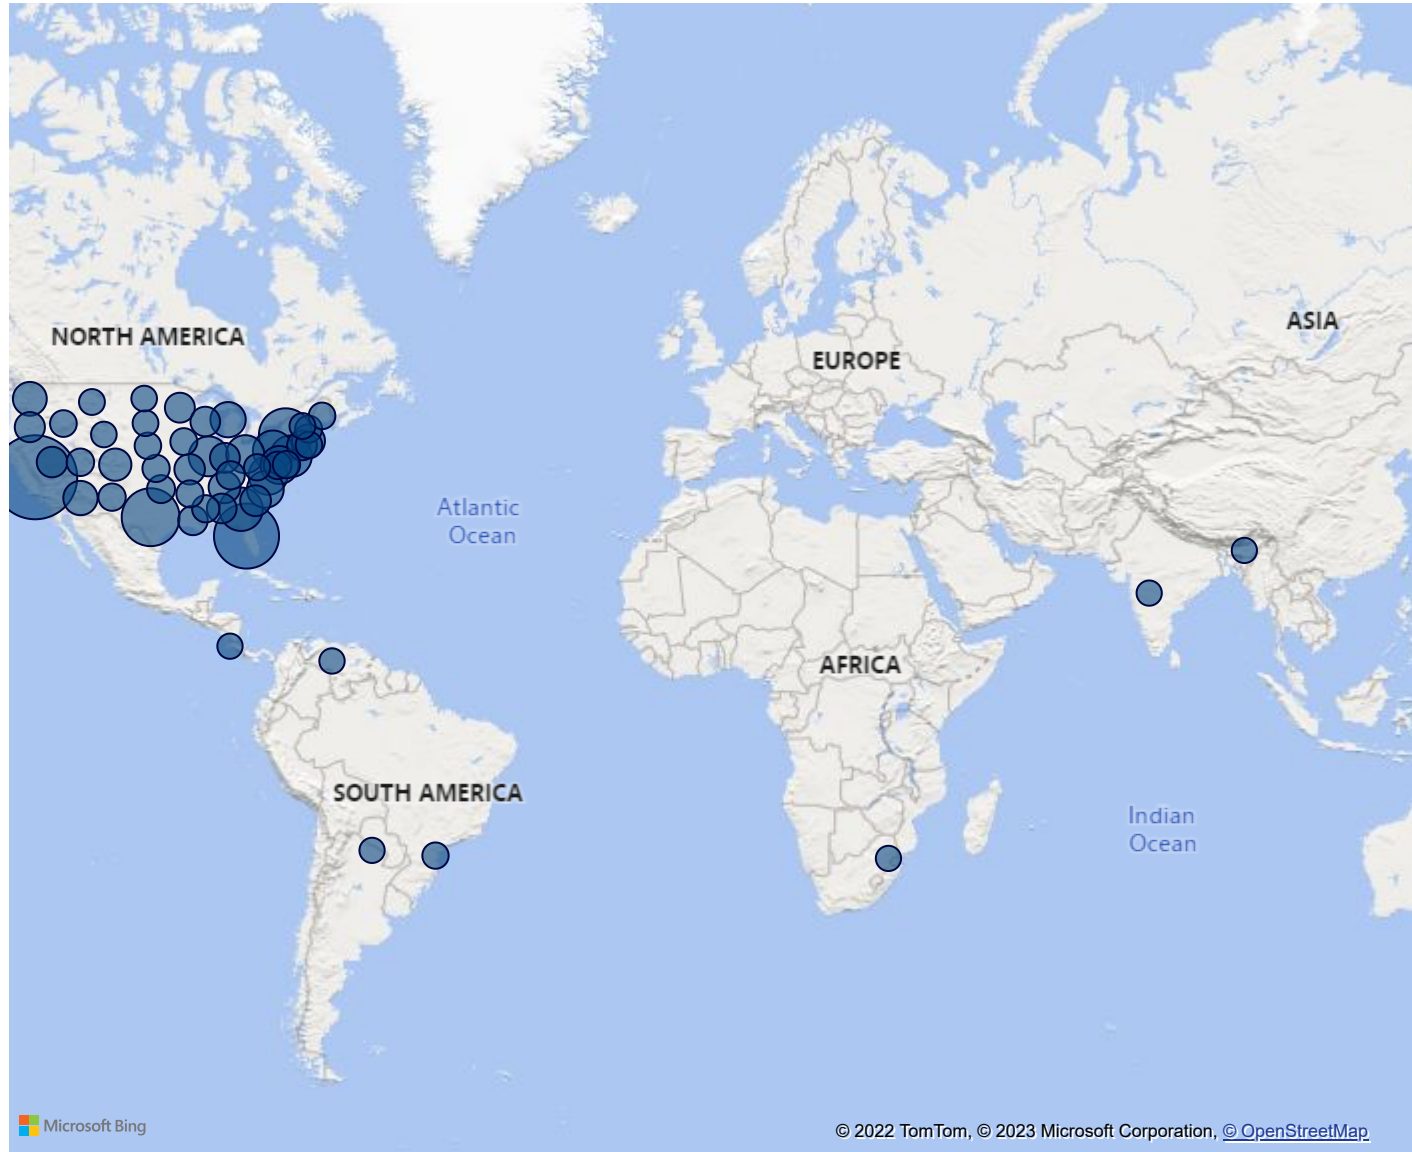 NORTH AMERICA
ASIA
EUROPE
Atlantic
Ocean
AFRICA
SOUTH AMERICA
Indian
Ocean
Microsoft Bing
© 2022 TomTom, © 2023 Microsoft Corporation, © OpenStreetMap